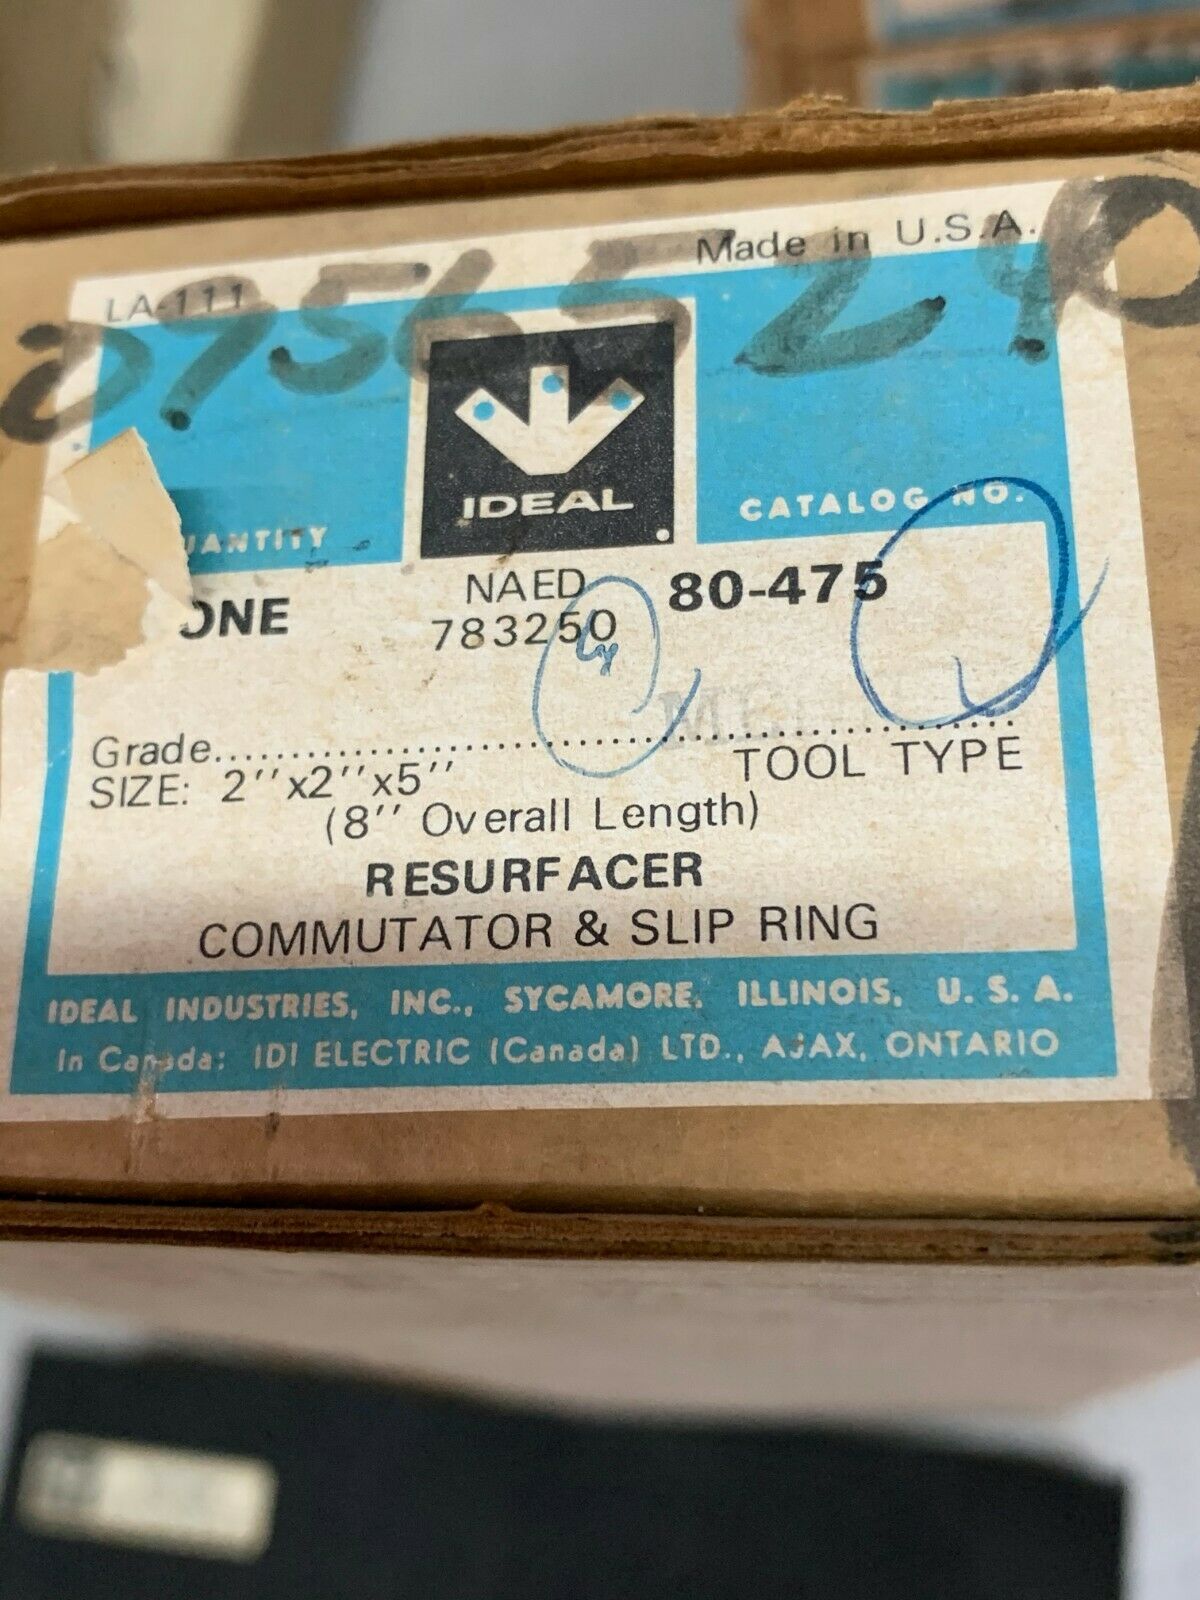 Made in U.S.A.
LA-111
IDEAL
CATALOG NO.
UANTITY
ONE
NAED
783250
80-475
Grade
TOOL TYPE
SIZE: 2''x2''x5''
(8'' Overall Length)
RESURFACER
COMMUTATOR & SLIP RING
IDEAL INDUSTRIES, INC., SYCAMORE, ILLINOIS, U. S. A.
In Canada: IDI ELECTRIC (Canada) LTD., AJAX, ONTARIO